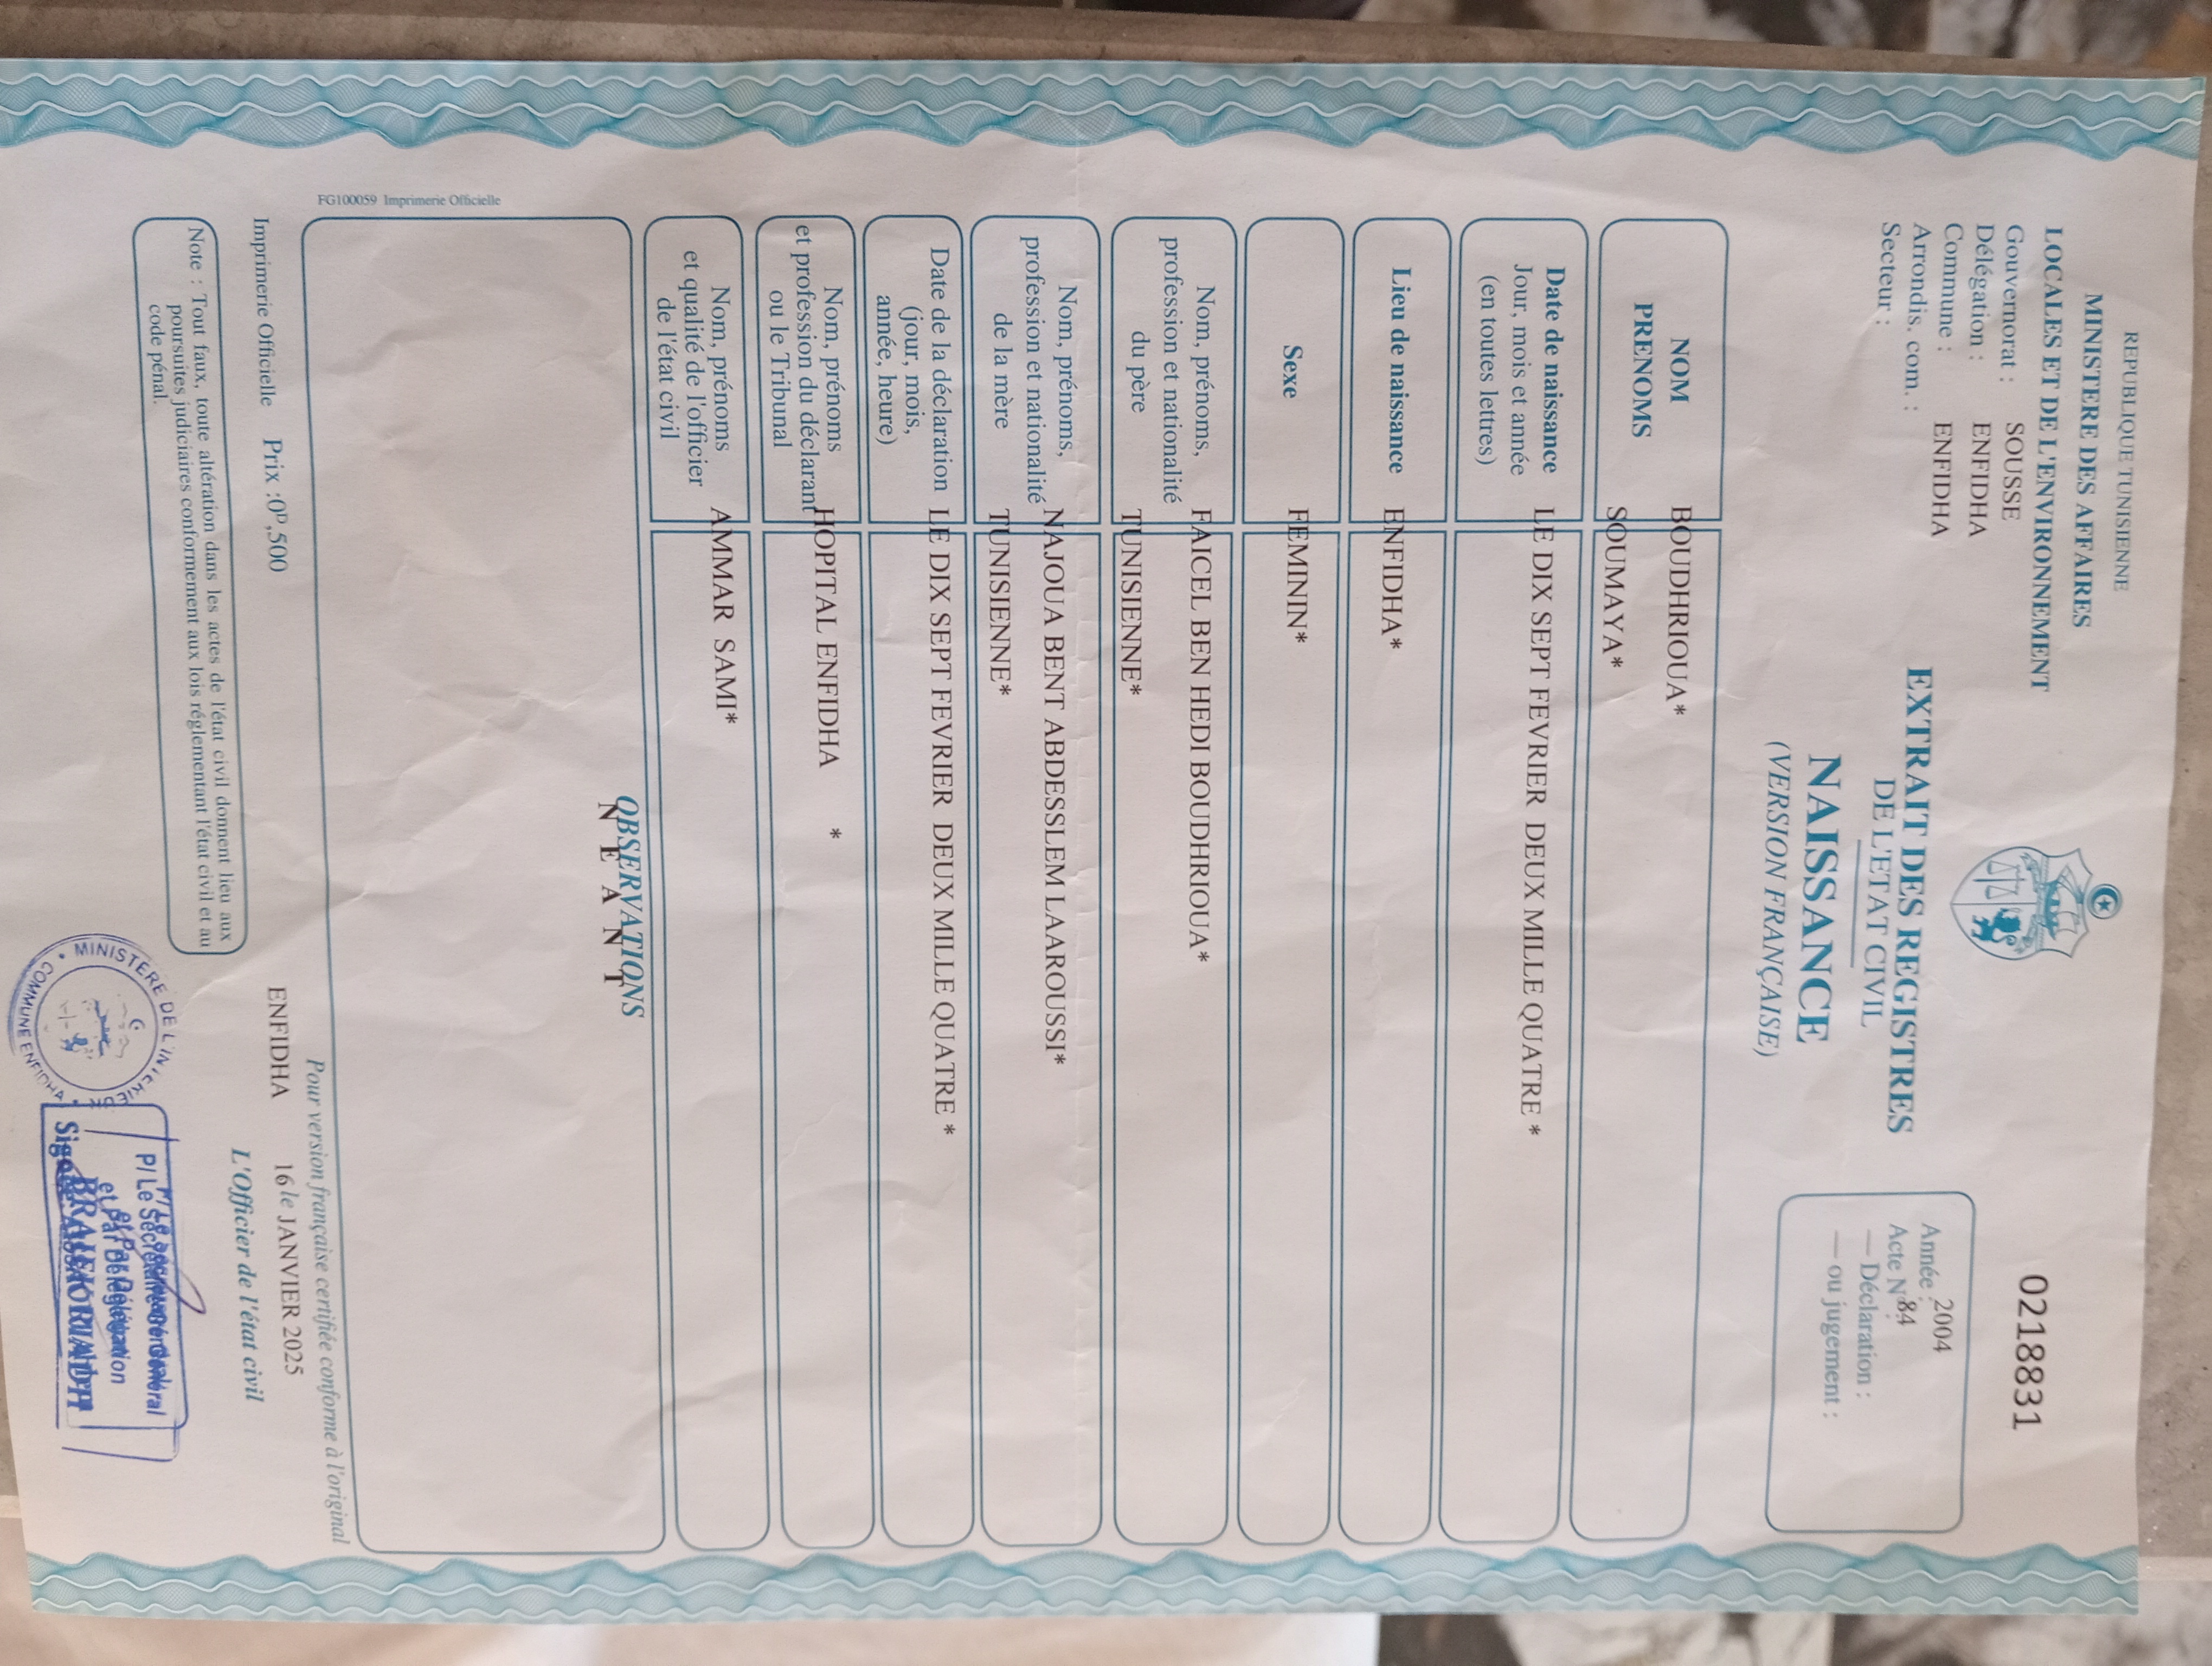 REPUBLIQUE TUNISIENNE
MINISTERE DES AFFAIRES
LOCALES ET DE L'ENVIRONNEMENT
Gouvernorat : SOUSSE
Délégation : ENFIDHA
Commune : ENFIDHA
Arrondis. com. :
Secteur :
0218831
EXTRAIT DES REGISTRES
DE L'ETAT CIVIL
NAISSANCE
(VERSION FRANÇAISE)
Année : 2004
Acte N° 84
— Déclaration :
— ou jugement :
NOM BOUDHRIOUA*
PRENOMS SOUMAYA*
Date de naissance LE DIX SEPT FEVRIER DEUX MILLE QUATRE *
Jour, mois et année
(en toutes lettres)
Lieu de naissance ENFIDHA*
Sexe FEMININ*
Nom, prénoms, FAICEL BEN HEDI BOUDHRIOUA*
profession et nationalité
du père TUNISIENNE*
Nom, prénoms, NAJOUA BENT ABDESSLEM LAAROUSSI*
profession et nationalité
de la mère TUNISIENNE*
Date de la déclaration LE DIX SEPT FEVRIER DEUX MILLE QUATRE *
(jour, mois,
année, heure)
Nom, prénoms HOPITAL ENFIDHA *
et profession du déclarant
ou le Tribunal
Nom, prénoms AMMAR SAMI*
et qualité de l'officier
de l'état civil
OBSERVATIONS
N E A N T
FG100059 Imprimerie Officielle
Pour version française certifiée conforme à l'original
Imprimerie Officielle Prix :0D,500
ENFIDHA 16 le JANVIER 2025
L'Officier de l'état civil
Note : Tout faux, toute altération dans les actes de l'état civil donnent lieu aux
poursuites judiciaires conformement aux lois réglementant l'état civil et au
code pénal.
MINISTERE DE L'INTERIEUR
COMMUNE ENFIDHA
P/ Le Secrétaire Général
et Par Délégation